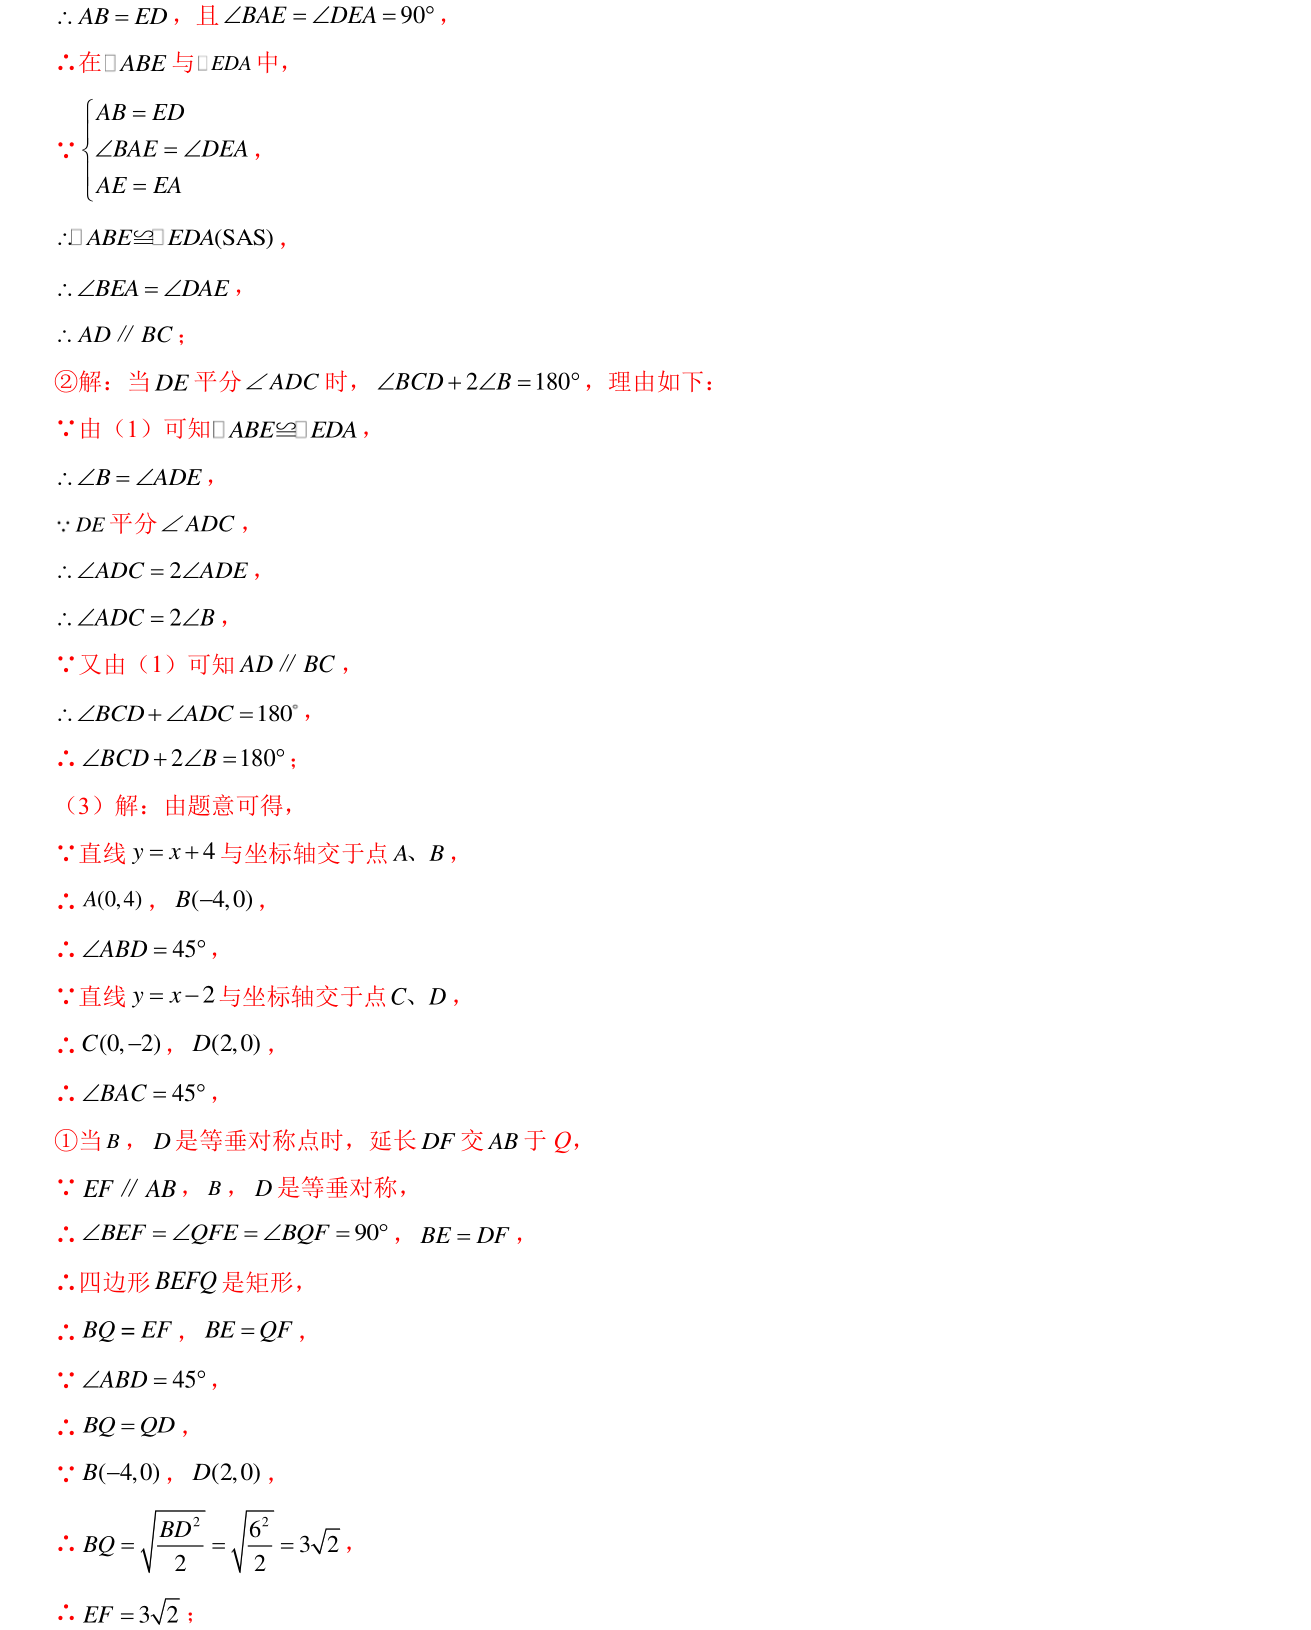 ∴AB=ED，且∠BAE=∠DEA=90°，
∴在□ABE与□EDA中，
∵{AB=ED
∠BAE=∠DEA，
AE=EA
∴□ABE≌□EDA(SAS)，
∴∠BEA=∠DAE，
∴AD∥BC；
②解：当DE平分∠ADC时，∠BCD+2∠B=180°，理由如下：
∵由（1）可知□ABE≌□EDA，
∴∠B=∠ADE，
∵DE平分∠ADC，
∴∠ADC=2∠ADE，
∴∠ADC=2∠B，
∵又由（1）可知AD∥BC，
∴∠BCD+∠ADC=180°，
∴∠BCD+2∠B=180°；
（3）解：由题意可得，
∵直线y=x+4与坐标轴交于点A、B，
∴A(0,4)，B(−4,0)，
∴∠ABD=45°，
∵直线y=x−2与坐标轴交于点C、D，
∴C(0,−2)，D(2,0)，
∴∠BAC=45°，
①当B，D是等垂对称点时，延长DF交AB于Q，
∵EF∥AB，B，D是等垂对称，
∴∠BEF=∠QFE=∠BQF=90°，BE=DF，
∴四边形BEFQ是矩形，
∴BQ=EF，BE=QF，
∵∠ABD=45°，
∴BQ=QD，
∵B(−4,0)，D(2,0)，
∴BQ=√(BD²/2)=√(6²/2)=3√2，
∴EF=3√2；